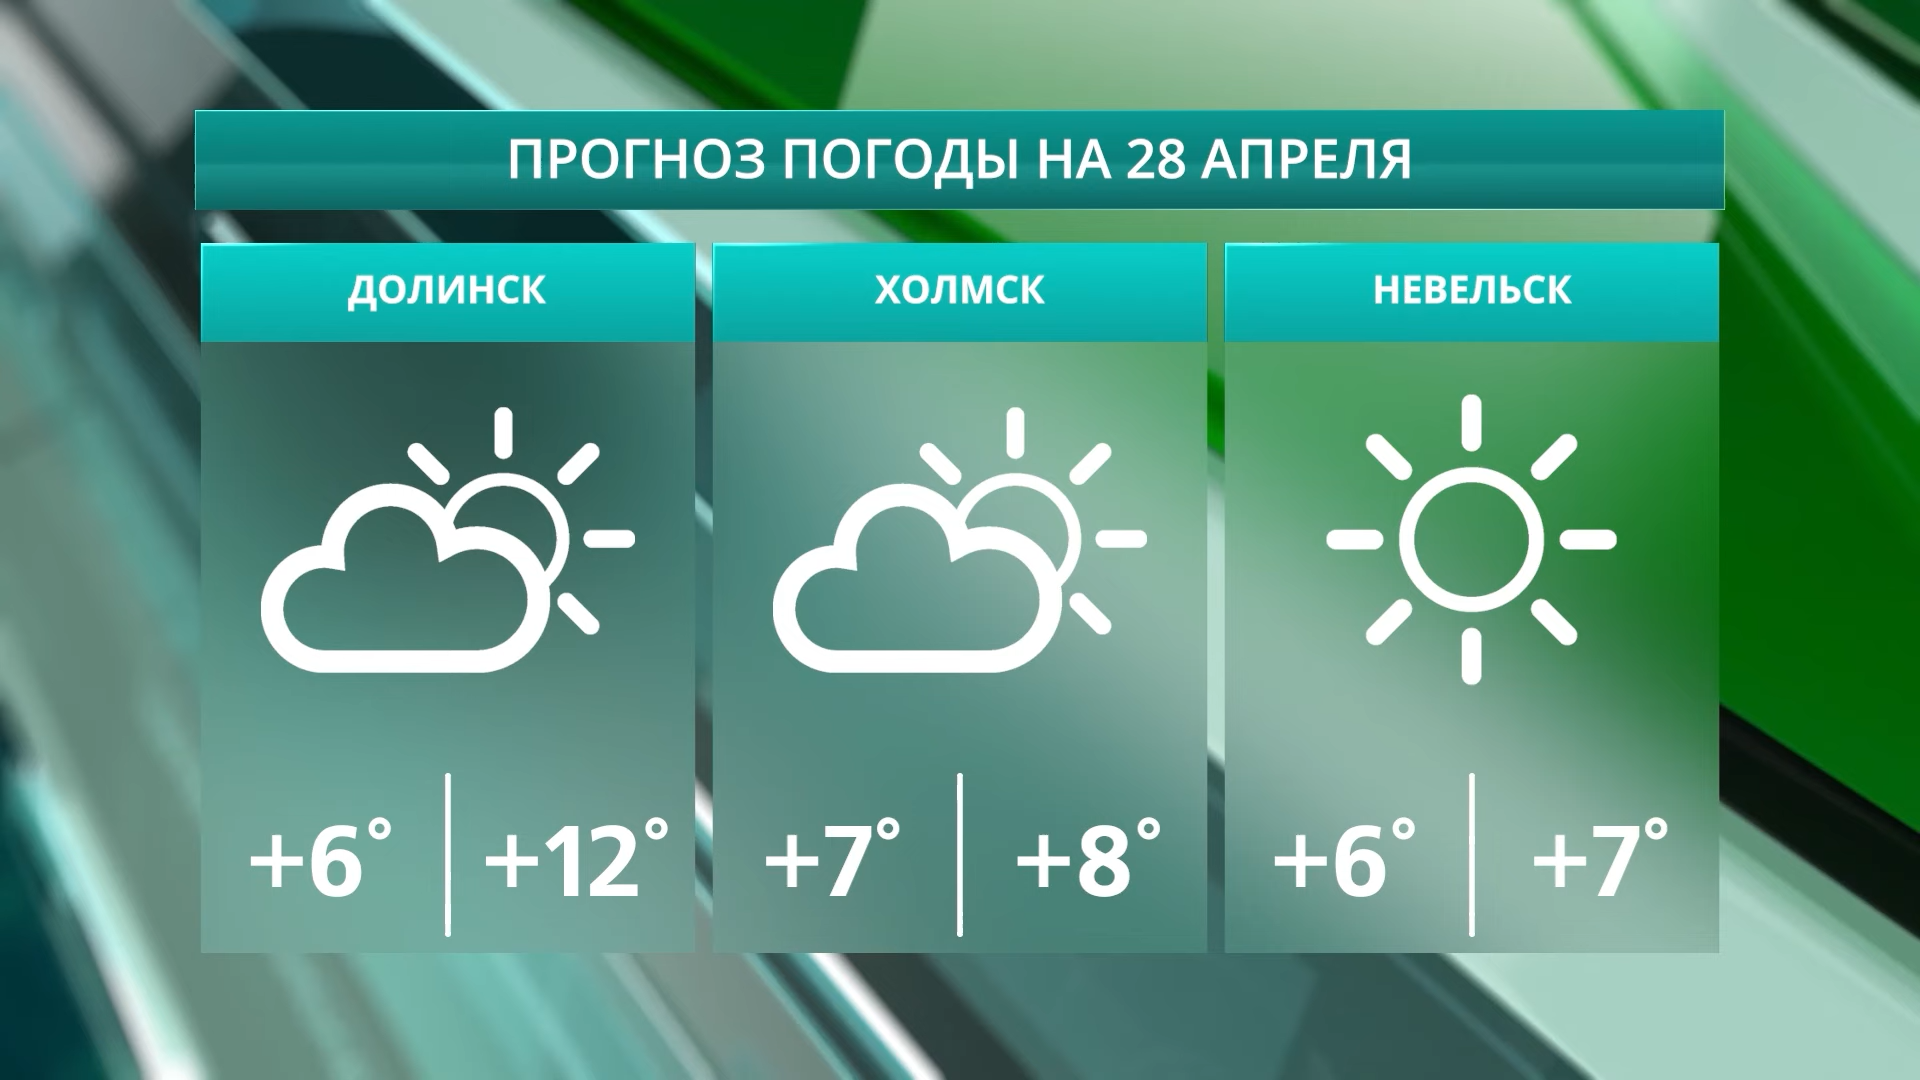 ПРОГНОЗ ПОГОДЫ НА 28 АПРЕЛЯ
ДОЛИНСК
ХОЛМСК
НЕВЕЛЬСК
+6° +12°
+7° +8°
+6° +7°